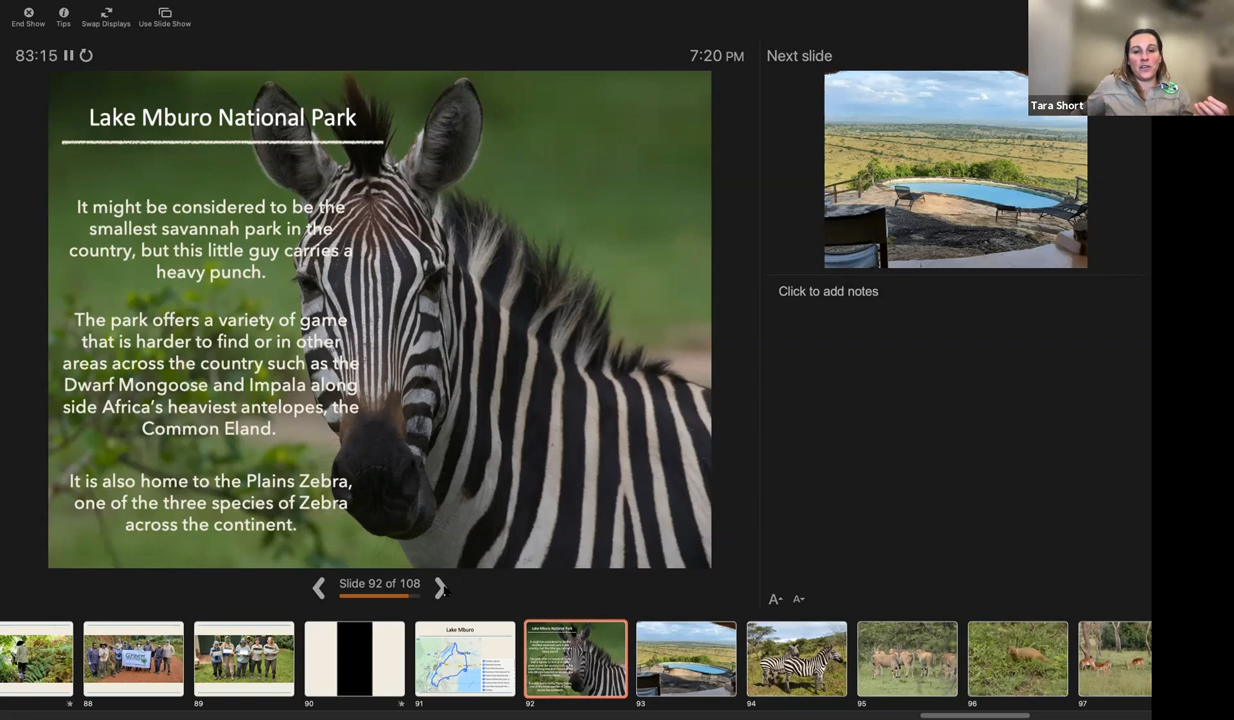 End Show
Tips
Swap Displays
Use Slide Show
83:15
7:20 PM
Next slide
Tara Short
Lake Mburo National Park
It might be considered to be the
smallest savannah park in the
country, but this little guy carries a
heavy punch.
The park offers a variety of game
that is harder to find or in other
areas across the country such as the
Dwarf Mongoose and Impala along
side Africa's heaviest antelopes, the
Common Eland.
It is also home to the Plains Zebra,
one of the three species of Zebra
across the continent.
Click to add notes
Slide 92 of 108
A
A
Lake Mburo
88
89
90
91
92
93
94
95
96
97